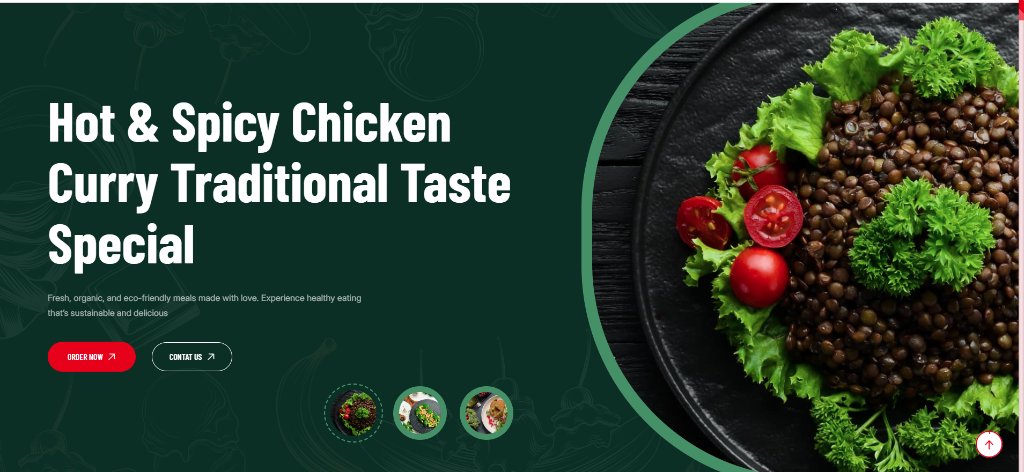 Hot & Spicy Chicken
Curry Traditional Taste
Special
Fresh, organic, and eco-friendly meals made with love. Experience healthy eating
that's sustainable and delicious
ORDER NOW
CONTAT US